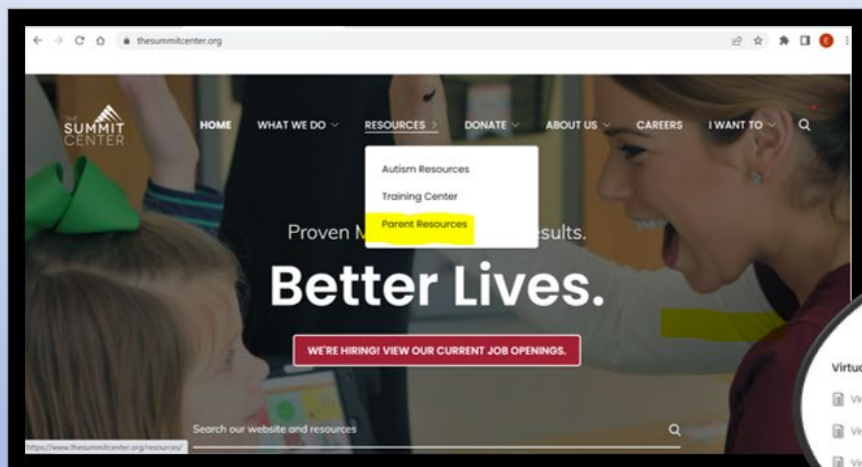 thesummitcenter.org
THE
SUMMIT
CENTER
HOME WHAT WE DO RESOURCES DONATE ABOUT US CAREERS I WANT TO
Autism Resources
Training Center
Parent Resources
Proven
Better Lives.
WE'RE HIRING! VIEW OUR CURRENT JOB OPENINGS.
Search our website and resources
https://www.thesummitcenter.org/resources/